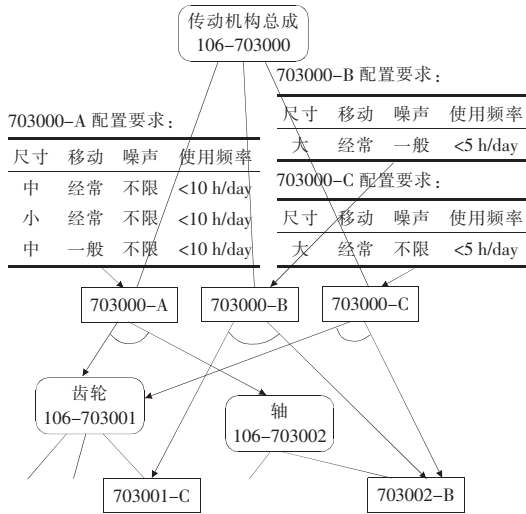 传动机构总成
106-703000
703000-B 配置要求：
尺寸 移动 噪声 使用频率
大 经常 一般 <5 h/day
703000-A 配置要求：
尺寸 移动 噪声 使用频率
中 经常 不限 <10 h/day
小 经常 不限 <10 h/day
中 一般 不限 <10 h/day
703000-C 配置要求：
尺寸 移动 噪声 使用频率
大 经常 不限 <5 h/day
703000-A
703000-B
703000-C
齿轮
106-703001
轴
106-703002
703001-C
703002-B